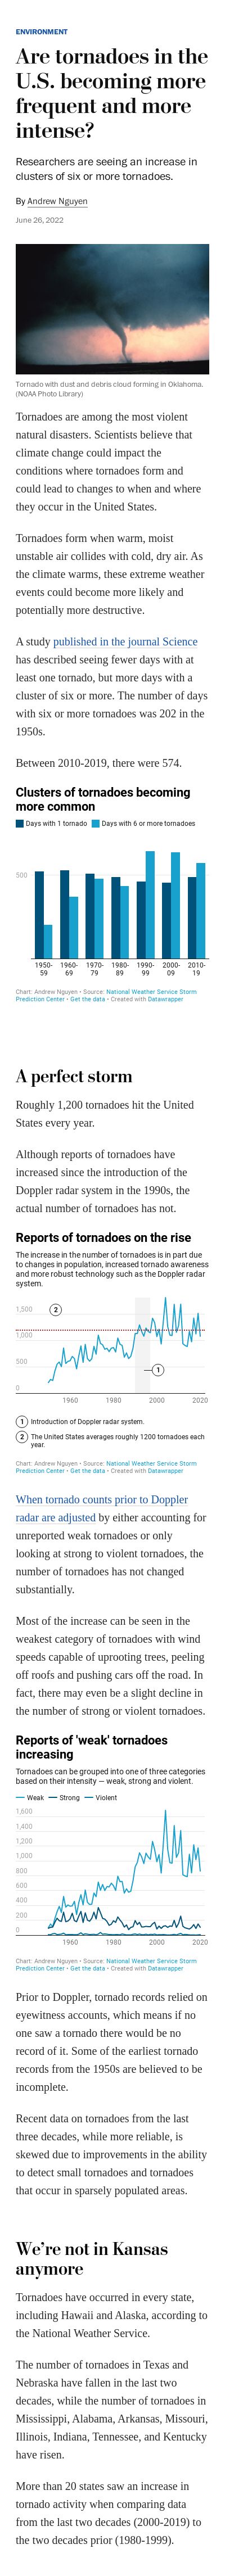 ENVIRONMENT
Are tornadoes in the
U.S. becoming more
frequent and more
intense?
Researchers are seeing an increase in
clusters of six or more tornadoes.
By Andrew Nguyen
June 26, 2022
Tornado with dust and debris cloud forming in Oklahoma.
(NOAA Photo Library)
Tornadoes are among the most violent
natural disasters. Scientists believe that
climate change could impact the
conditions where tornadoes form and
could lead to changes to when and where
they occur in the United States.
Tornadoes form when warm, moist
unstable air collides with cold, dry air. As
the climate warms, these extreme weather
events could become more likely and
potentially more destructive.
A study published in the journal Science
has described seeing fewer days with at
least one tornado, but more days with a
cluster of six or more. The number of days
with six or more tornadoes was 202 in the
1950s.
Between 2010-2019, there were 574.
Clusters of tornadoes becoming
more common
Days with 1 tornado Days with 6 or more tornadoes
500
1950-59 1960-69 1970-79 1980-89 1990-99 2000-09 2010-19
Chart: Andrew Nguyen • Source: National Weather Service Storm
Prediction Center • Get the data • Created with Datawrapper
A perfect storm
Roughly 1,200 tornadoes hit the United
States every year.
Although reports of tornadoes have
increased since the introduction of the
Doppler radar system in the 1990s, the
actual number of tornadoes has not.
Reports of tornadoes on the rise
The increase in the number of tornadoes is in part due
to changes in population, increased tornado awareness
and more robust technology such as the Doppler radar
system.
1,500
2
1,000
500
1
0
1960 1980 2000 2020
1 Introduction of Doppler radar system.
2 The United States averages roughly 1200 tornadoes each
year.
Chart: Andrew Nguyen • Source: National Weather Service Storm
Prediction Center • Get the data • Created with Datawrapper
When tornado counts prior to Doppler
radar are adjusted by either accounting for
unreported weak tornadoes or only
looking at strong to violent tornadoes, the
number of tornadoes has not changed
substantially.
Most of the increase can be seen in the
weakest category of tornadoes with wind
speeds capable of uprooting trees, peeling
off roofs and pushing cars off the road. In
fact, there may even be a slight decline in
the number of strong or violent tornadoes.
Reports of 'weak' tornadoes
increasing
Tornadoes can be grouped into one of three categories
based on their intensity — weak, strong and violent.
Weak Strong Violent
1,600
1,400
1,200
1,000
800
600
400
200
0
1960 1980 2000 2020
Chart: Andrew Nguyen • Source: National Weather Service Storm
Prediction Center • Get the data • Created with Datawrapper
Prior to Doppler, tornado records relied on
eyewitness accounts, which means if no
one saw a tornado there would be no
record of it. Some of the earliest tornado
records from the 1950s are believed to be
incomplete.
Recent data on tornadoes from the last
three decades, while more reliable, is
skewed due to improvements in the ability
to detect small tornadoes and tornadoes
that occur in sparsely populated areas.
We’re not in Kansas
anymore
Tornadoes have occurred in every state,
including Hawaii and Alaska, according to
the National Weather Service.
The number of tornadoes in Texas and
Nebraska have fallen in the last two
decades, while the number of tornadoes in
Mississippi, Alabama, Arkansas, Missouri,
Illinois, Indiana, Tennessee, and Kentucky
have risen.
More than 20 states saw an increase in
tornado activity when comparing data
from the last two decades (2000-2019) to
the two decades prior (1980-1999).